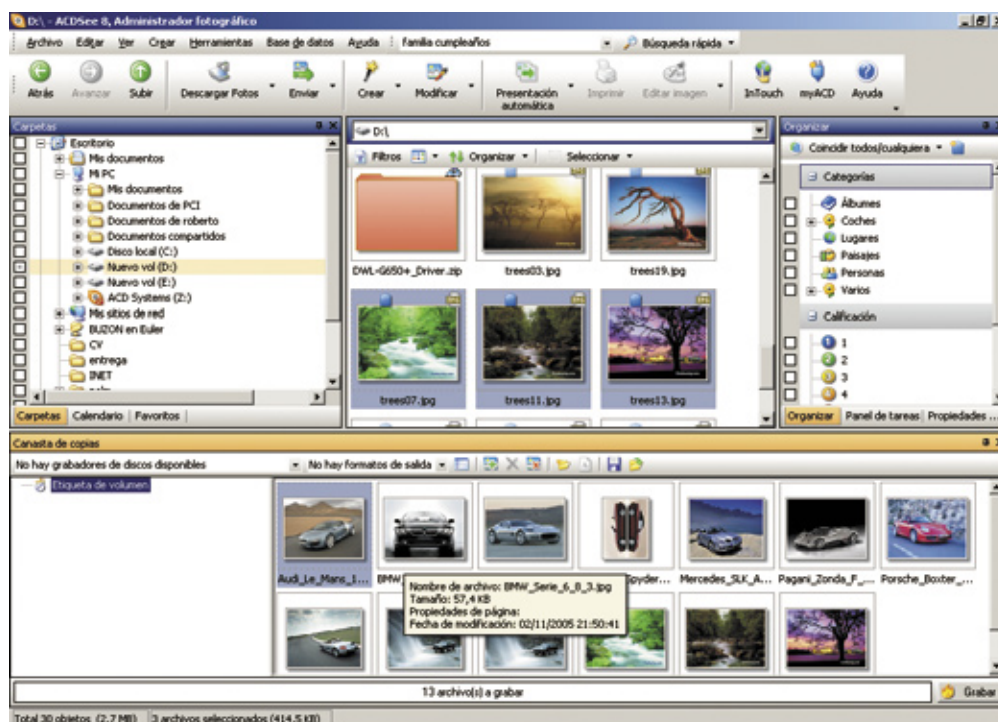 D:\ - ACDSee 8, Administrador fotográfico
Archivo Editar Ver Crear Herramientas Base de datos Ayuda familia cumpleaños Búsqueda rápida
Atrás Avanzar Subir Descargar Fotos Enviar Crear Modificar Presentación automática Imprimir Editar imagen InTouch myACD Ayuda
Carpetas
Escritorio
Mis documentos
Mi PC
Mis documentos
Documentos de PCI
Documentos de roberto
Documentos compartidos
Disco local (C:)
Nuevo vol (D:)
Nuevo vol (E:)
ACD Systems (Z:)
Mis sitios de red
BUZON en Euler
CV
entrega
INET
Carpetas Calendario Favoritos
D:\
Filtros Organizar Seleccionar
DWL-G650+_Driver.zip trees03.jpg trees19.jpg
trees07.jpg trees11.jpg trees13.jpg
Organizar
Coincidir todos/cualquiera
Categorías
Álbumes
Coches
Lugares
Paisajes
Personas
Varios
Calificación
1
2
3
4
Organizar Panel de tareas Propiedades ...
Canasta de copias
No hay grabadores de discos disponibles No hay formatos de salida
Etiqueta de volumen
Audi_Le_Mans_1... Spyder... Mercedes_SLK_A... Pagani_Zonda_F_... Porsche_Boxter_...
Nombre de archivo: BMW_Serie_6_8_3.jpg
Tamaño: 57,4 KB
Propiedades de página:
Fecha de modificación: 02/11/2005 21:50:41
13 archivo(s) a grabar Grabar
Total 30 objetos (2,7 MB) 3 archivos seleccionados (414,5 KB)